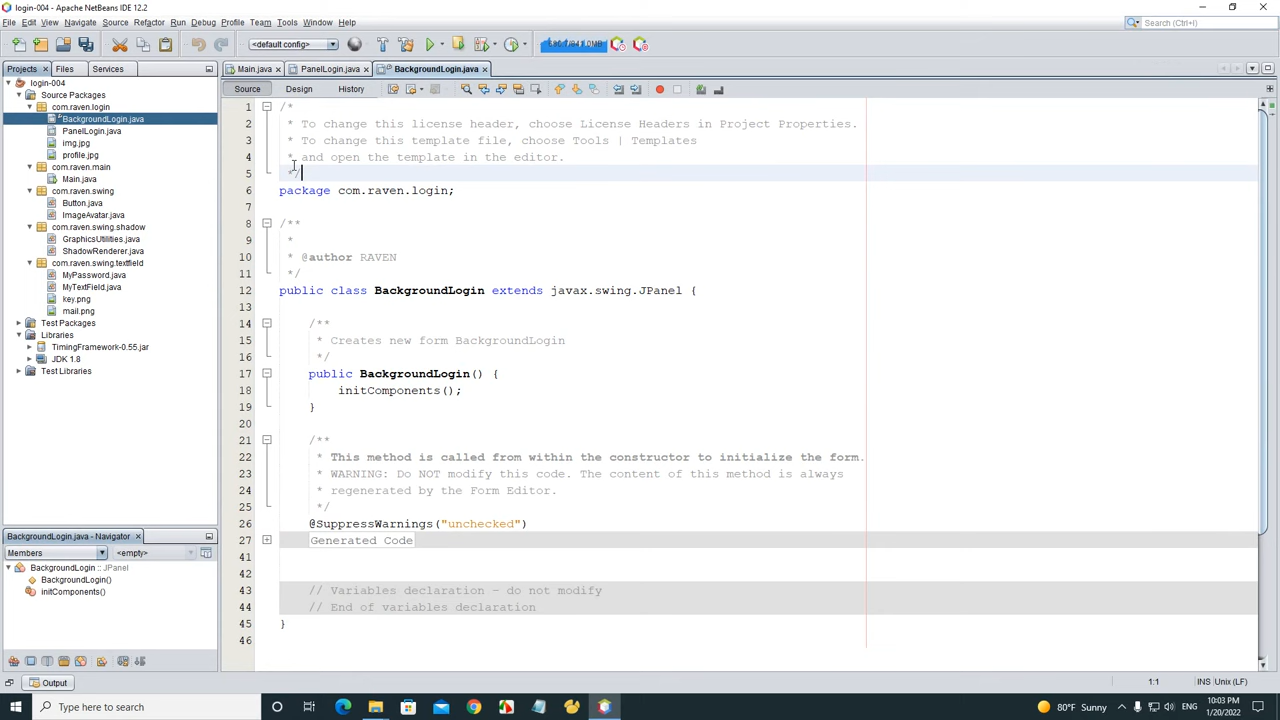 login-004 - Apache NetBeans IDE 12.2
File Edit View Navigate Source Refactor Run Debug Profile Team Tools Window Help
Search (Ctrl+I)
<default config>
Projects Files Services
Main.java PanelLogin.java BackgroundLogin.java
Source Design History
login-004
Source Packages
com.raven.login
BackgroundLogin.java
PanelLogin.java
img.png
profile.jpg
com.raven.main
Main.java
com.raven.swing
Button.java
ImageAvatar.java
com.raven.swing.shadow
GraphicsUtilities.java
ShadowRenderer.java
com.raven.swing.textfield
MyPassword.java
MyTextField.java
key.png
mail.png
Test Packages
Libraries
TimingFramework-0.55.jar
JDK 1.8
Test Libraries
BackgroundLogin.java - Navigator
Members <empty>
BackgroundLogin :: JPanel
BackgroundLogin()
initComponents()
1 /*
2 * To change this license header, choose License Headers in Project Properties.
3 * To change this template file, choose Tools | Templates
4 * and open the template in the editor.
5 */
6 package com.raven.login;
7
8 /**
9 *
10 * @author RAVEN
11 */
12 public class BackgroundLogin extends javax.swing.JPanel {
13
14 /**
15 * Creates new form BackgroundLogin
16 */
17 public BackgroundLogin() {
18 initComponents();
19 }
20
21 /**
22 * This method is called from within the constructor to initialize the form.
23 * WARNING: Do NOT modify this code. The content of this method is always
24 * regenerated by the Form Editor.
25 */
26 @SuppressWarnings("unchecked")
27 Generated Code
41
42
43 // Variables declaration - do not modify
44 // End of variables declaration
45 }
46
Output
1:1 INS Unix (LF)
Type here to search
80°F Sunny
ENG
10:03 PM
1/20/2022